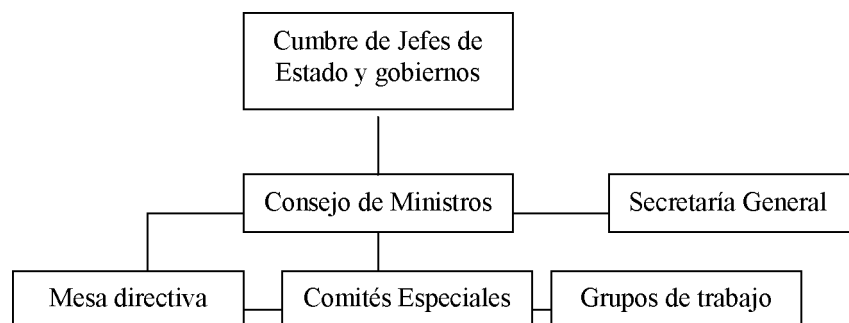 Cumbre de Jefes de
Estado y gobiernos
Consejo de Ministros
Secretaría General
Mesa directiva
Comités Especiales
Grupos de trabajo